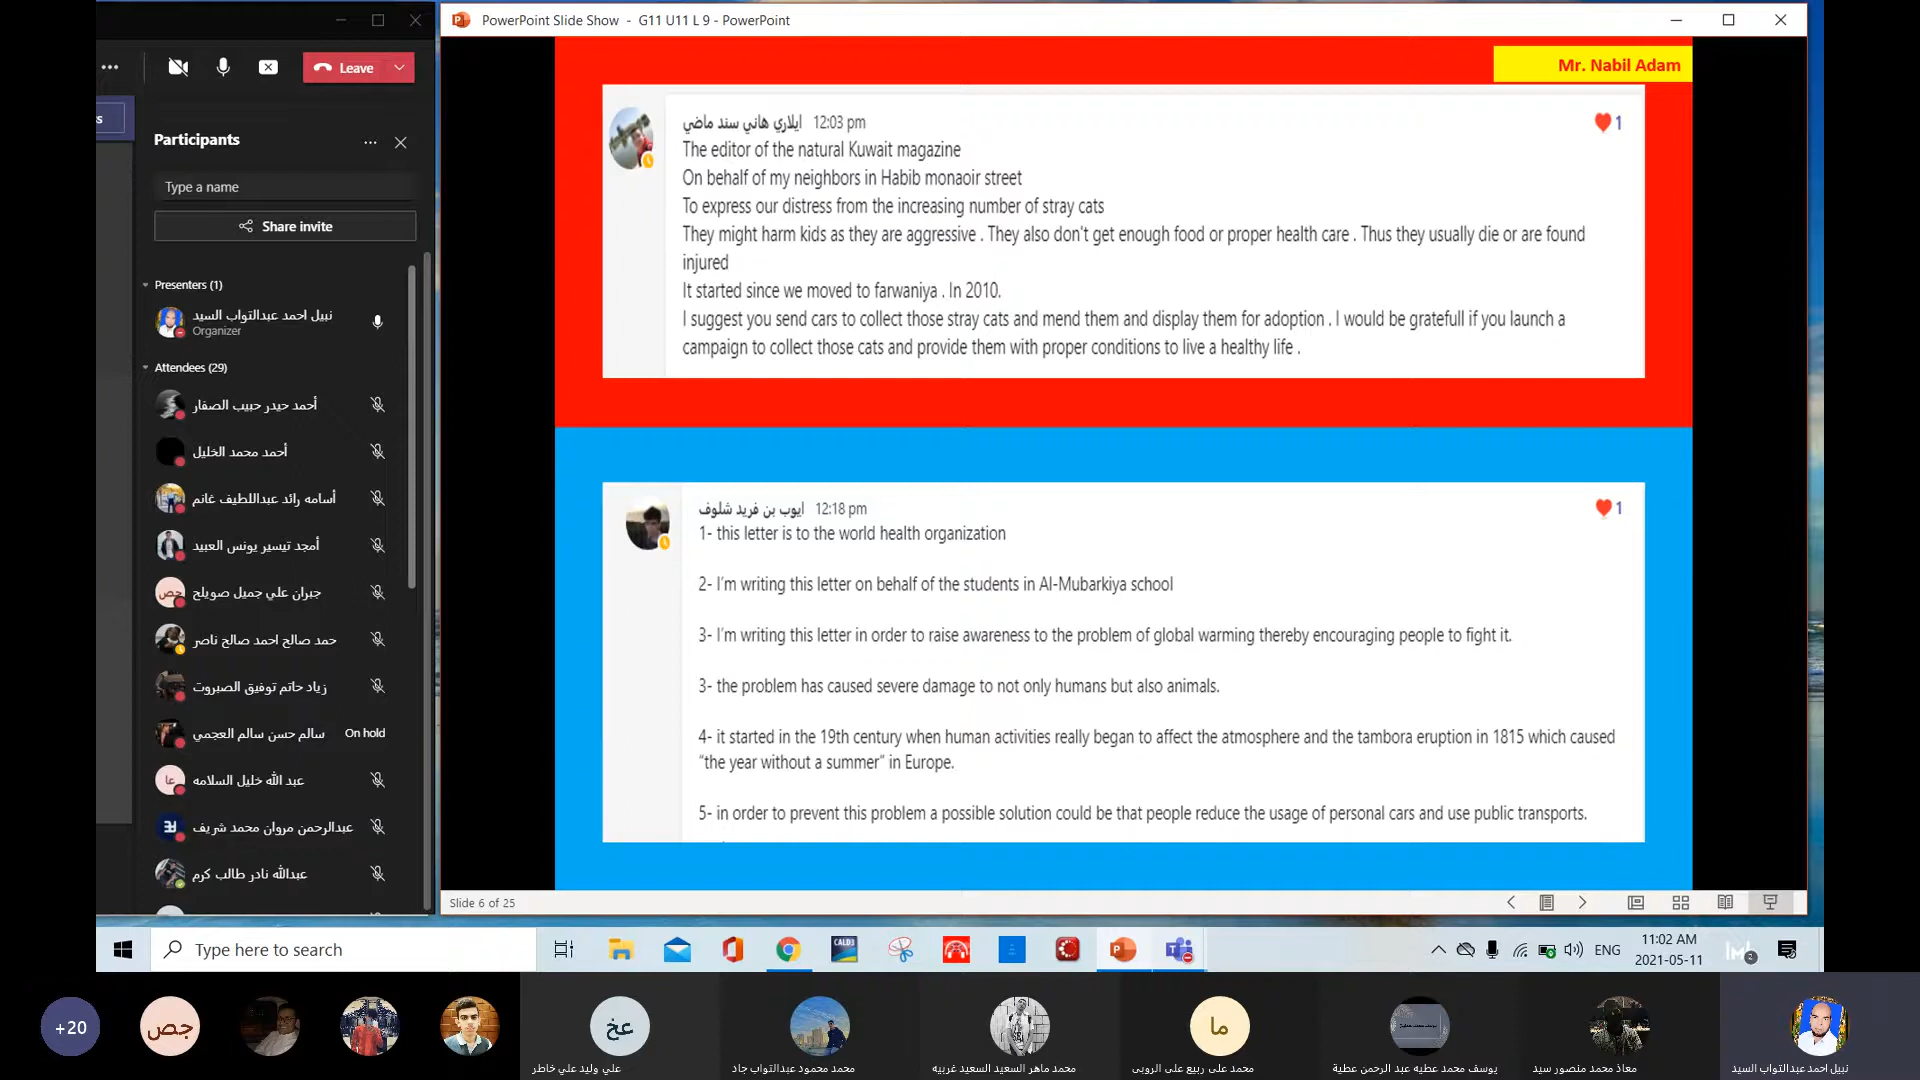 PowerPoint Slide Show - G11 U11 L 9 - PowerPoint
Leave
s
Participants
Type a name
Share invite
Presenters (1)
نبيل احمد عبدالتواب السيد
Organizer
Attendees (29)
أحمد حيدر حبيب الصفار
أحمد محمد الخليل
أسامه رائد عبداللطيف غانم
أمجد تيسير يونس العبيد
جص
جبران علي جميل صويلح
حمد صالح احمد صالح ناصر
زياد حاتم توفيق الصبروت
سالم حسن سالم العجمي
On hold
عا
عبد الله خليل السلامه
عبدالرحمن مروان محمد شريف
عبدالله نادر طالب كرم
Mr. Nabil Adam
ايلاري هاني سند ماضي 12:03 pm
1
The editor of the natural Kuwait magazine
On behalf of my neighbors in Habib monaoir street
To express our distress from the increasing number of stray cats
They might harm kids as they are aggressive . They also don't get enough food or proper health care . Thus they usually die or are found
injured
It started since we moved to farwaniya . In 2010.
I suggest you send cars to collect those stray cats and mend them and display them for adoption . I would be gratefull if you launch a
campaign to collect those cats and provide them with proper conditions to live a healthy life .
ايوب بن فريد شلوف 12:18 pm
1
1- this letter is to the world health organization
2- I'm writing this letter on behalf of the students in Al-Mubarkiya school
3- I'm writing this letter in order to raise awareness to the problem of global warming thereby encouraging people to fight it.
3- the problem has caused severe damage to not only humans but also animals.
4- it started in the 19th century when human activities really began to affect the atmosphere and the tambora eruption in 1815 which caused
"the year without a summer" in Europe.
5- in order to prevent this problem a possible solution could be that people reduce the usage of personal cars and use public transports.
Slide 6 of 25
Type here to search
CALD3
ENG
11:02 AM
2021-05-11
2
+20
جص
عخ
علي وليد علي خاطر
محمد محمود عبدالتواب جاد
محمد ماهر السعيد السعيد غربيه
ما
محمد على ربيع على الروبى
يوسف محمد عطيه عبد الرحمن عطية
معاذ محمد منصور سيد
نبيل احمد عبدالتواب السيد